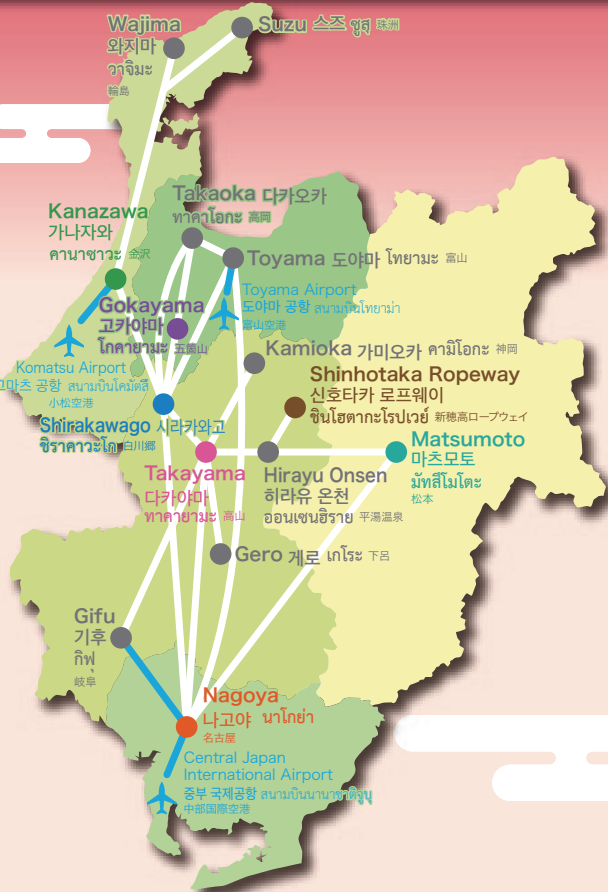 Wajima
와지마
วาจิมะ
輪島
Suzu 스즈 ซูสุ 珠洲
Takaoka 다카오카
ทาคาโอกะ 高岡
Kanazawa
가나자와
คานาซาวะ 金沢
Toyama 도야마 โทยามะ 富山
Toyama Airport
도야마 공항 สนามบินโทยาม่า
富山空港
Gokayama
고카야마
โกคายามะ 五箇山
Komatsu Airport
고마츠 공항 สนามบินโคมัตสึ
小松空港
Kamioka 가미오카 คามิโอกะ 神岡
Shinhotaka Ropeway
신호타카 로프웨이
ชินโฮตากะโรปเวย์ 新穂高ロープウェイ
Shirakawago 시라카와고
ชิราคาวะโก 白川郷
Matsumoto
마츠모토
มัทสึโมโตะ
松本
Takayama
다카야마
ทาคายามะ 高山
Hirayu Onsen
히라유 온천
ออนเซนฮิรายุ 平湯温泉
Gero 게로 เกโระ 下呂
Gifu
기후
กิฟุ
岐阜
Nagoya
나고야 นาโกย่า
名古屋
Central Japan
International Airport
중부 국제공항 สนามบินนานาชาติจูบุ
中部国際空港